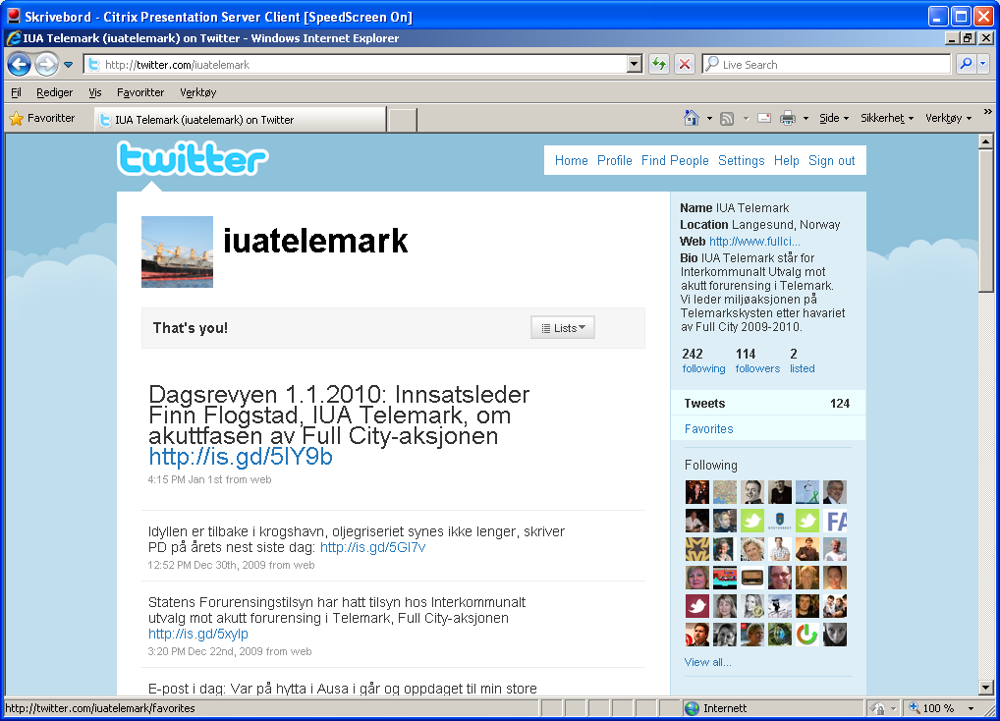 Skrivebord - Citrix Presentation Server Client [SpeedScreen On]
IUA Telemark (iuatelemark) on Twitter - Windows Internet Explorer
http://twitter.com/iuatelemark
Live Search
Fil Rediger Vis Favoritter Verktøy
Favoritter
IUA Telemark (iuatelemark) on Twitter
Side
Sikkerhet
Verktøy
twitter
Home Profile Find People Settings Help Sign out
iuatelemark
That's you!
Lists
Dagsrevyen 1.1.2010: Innsatsleder
Finn Flogstad, IUA Telemark, om
akuttfasen av Full City-aksjonen
http://is.gd/5IY9b
4:15 PM Jan 1st from web
Idyllen er tilbake i krogshavn, oljegriseriet synes ikke lenger, skriver
PD på årets nest siste dag: http://is.gd/5GI7v
12:52 PM Dec 30th, 2009 from web
Statens Forurensingstilsyn har hatt tilsyn hos Interkommunalt
utvalg mot akutt forurensing i Telemark, Full City-aksjonen
http://is.gd/5xylp
3:20 PM Dec 22nd, 2009 from web
E-post i dag: Var på hytta i Ausa i går og oppdaget til min store
Name IUA Telemark
Location Langesund, Norway
Web http://www.fullci...
Bio IUA Telemark står for
Interkommunalt Utvalg mot
akutt forurensing i Telemark.
Vi leder miljøaksjonen på
Telemarkskysten etter havariet
av Full City 2009-2010.
242 114 2
following followers listed
Tweets 124
Favorites
Following
FA
View all...
http://twitter.com/iuatelemark/favorites
Internett
100 %